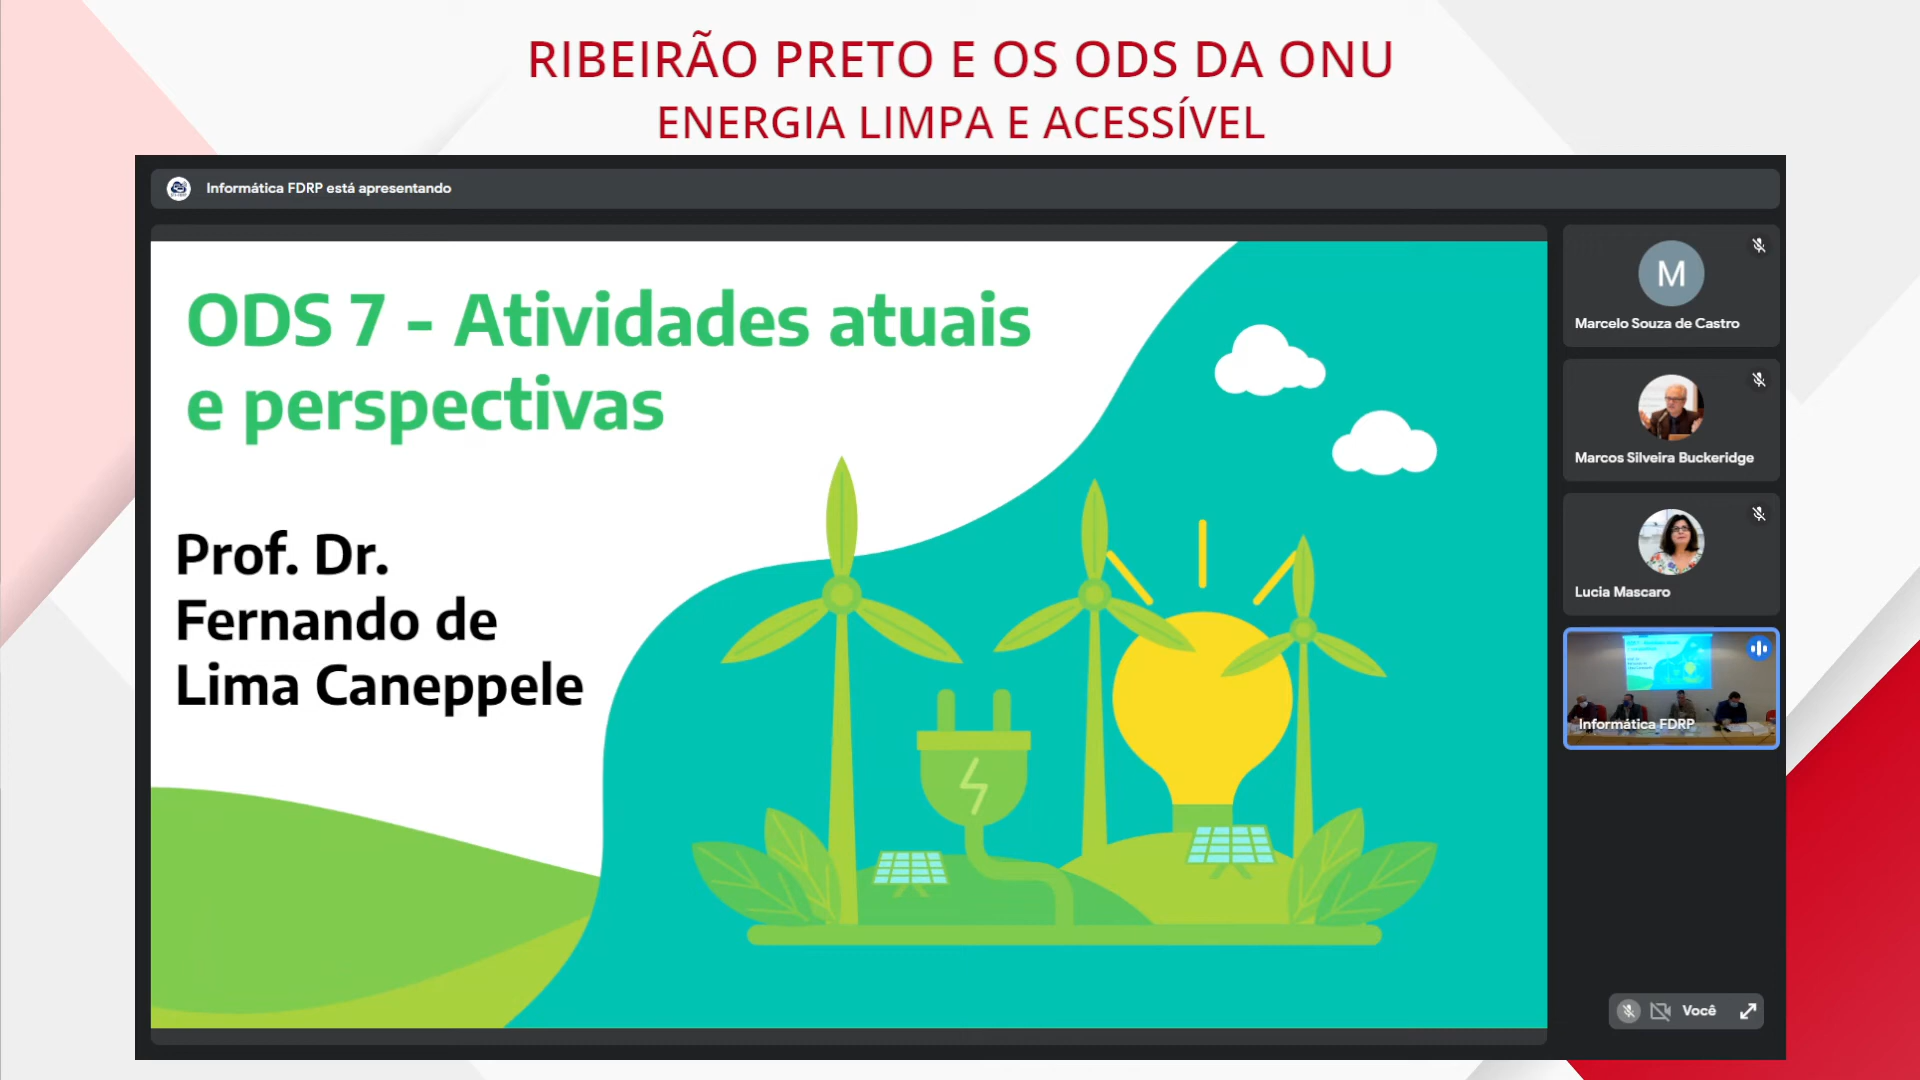 RIBEIRÃO PRETO E OS ODS DA ONU
ENERGIA LIMPA E ACESSÍVEL
Informática FDRP está apresentando
ODS 7 - Atividades atuais
e perspectivas
Prof. Dr.
Fernando de
Lima Caneppele
M
Marcelo Souza de Castro
Marcos Silveira Buckeridge
Lucia Mascaro
Informática FDRP
Você